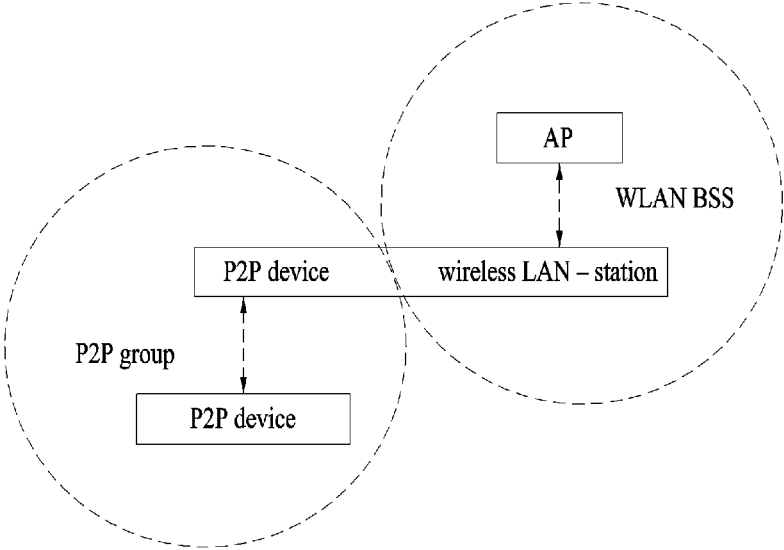 AP
WLAN BSS
P2P device
wireless LAN – station
P2P group
P2P device